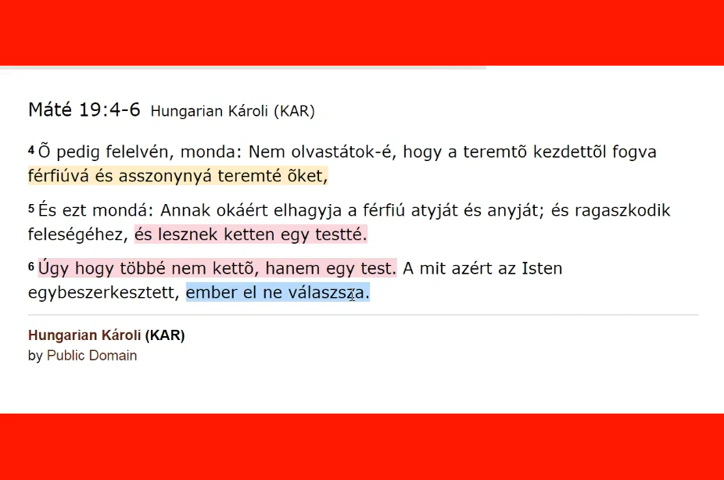 Máté 19:4-6 Hungarian Károli (KAR)
4 Õ pedig felelvén, monda: Nem olvastátok-é, hogy a teremtõ kezdettõl fogva
férfiúvá és asszonynyá teremté õket,
5 És ezt mondá: Annak okáért elhagyja a férfiú atyját és anyját; és ragaszkodik
feleségéhez, és lesznek ketten egy testté.
6 Úgy hogy többé nem kettõ, hanem egy test. A mit azért az Isten
egybeszerkesztett, ember el ne válaszsza.
Hungarian Károli (KAR)
by Public Domain